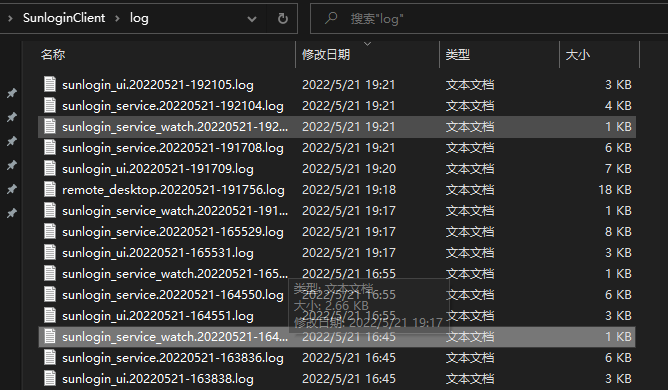 SunloginClient > log
搜索"log"
名称 修改日期 类型 大小
sunlogin_ui.20220521-192105.log 2022/5/21 19:21 文本文档 3 KB
sunlogin_service.20220521-192104.log 2022/5/21 19:21 文本文档 4 KB
sunlogin_service_watch.20220521-192... 2022/5/21 19:21 文本文档 1 KB
sunlogin_service.20220521-191708.log 2022/5/21 19:21 文本文档 6 KB
sunlogin_ui.20220521-191709.log 2022/5/21 19:20 文本文档 7 KB
remote_desktop.20220521-191756.log 2022/5/21 19:18 文本文档 18 KB
sunlogin_service_watch.20220521-191... 2022/5/21 19:17 文本文档 1 KB
sunlogin_service.20220521-165529.log 2022/5/21 19:17 文本文档 8 KB
sunlogin_ui.20220521-165531.log 2022/5/21 19:17 文本文档 3 KB
sunlogin_service_watch.20220521-165... 2022/5/21 16:55 文本文档 1 KB
类型: 文本文档
sunlogin_service.20220521-164550.log 2022/5/21 16:55 文本文档 6 KB
大小: 2.66 KB
sunlogin_ui.20220521-164551.log 2022/5/21 16:55 文本文档 3 KB
修改日期: 2022/5/21 19:17
sunlogin_service_watch.20220521-164... 2022/5/21 16:45 文本文档 1 KB
sunlogin_service.20220521-163836.log 2022/5/21 16:45 文本文档 6 KB
sunlogin_ui.20220521-163838.log 2022/5/21 16:45 文本文档 3 KB